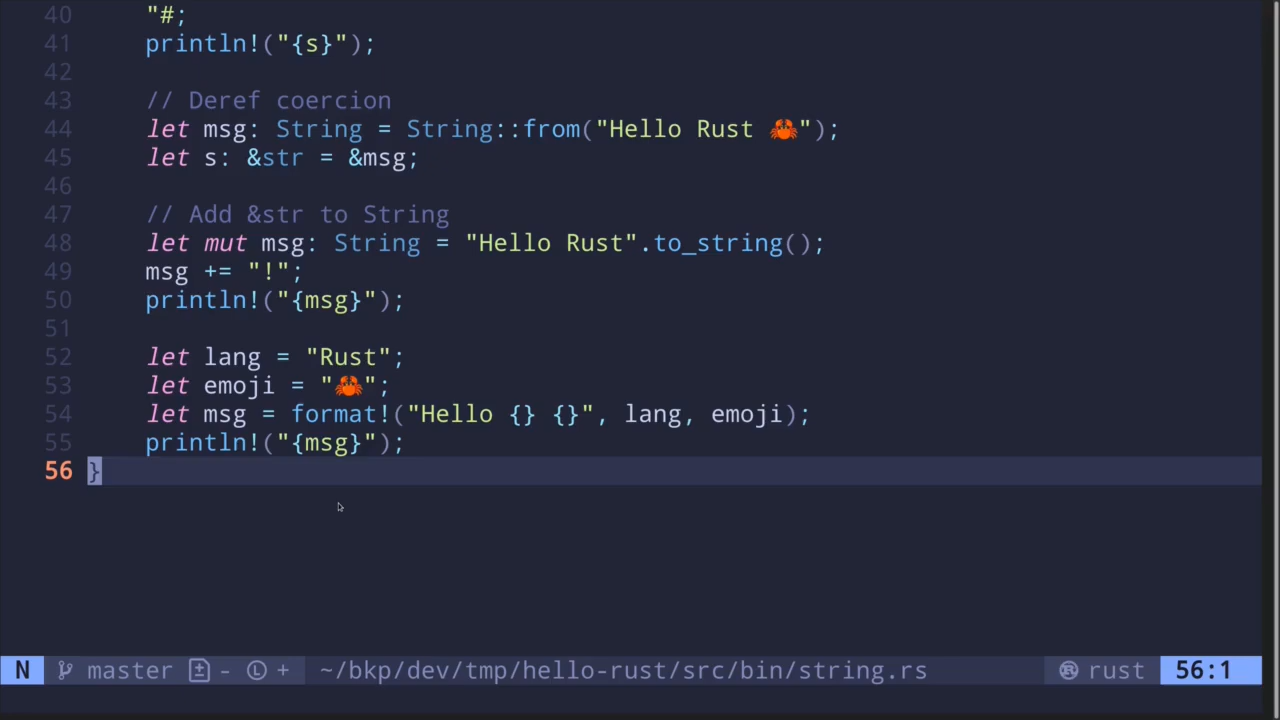 40 "#;
41 println!("{s}");
42
43 // Deref coercion
44 let msg: String = String::from("Hello Rust 🦀");
45 let s: &str = &msg;
46
47 // Add &str to String
48 let mut msg: String = "Hello Rust".to_string();
49 msg += "!";
50 println!("{msg}");
51
52 let lang = "Rust";
53 let emoji = "🦀";
54 let msg = format!("Hello {} {}", lang, emoji);
55 println!("{msg}");
56 }
N master - L + ~/bkp/dev/tmp/hello-rust/src/bin/string.rs rust 56:1